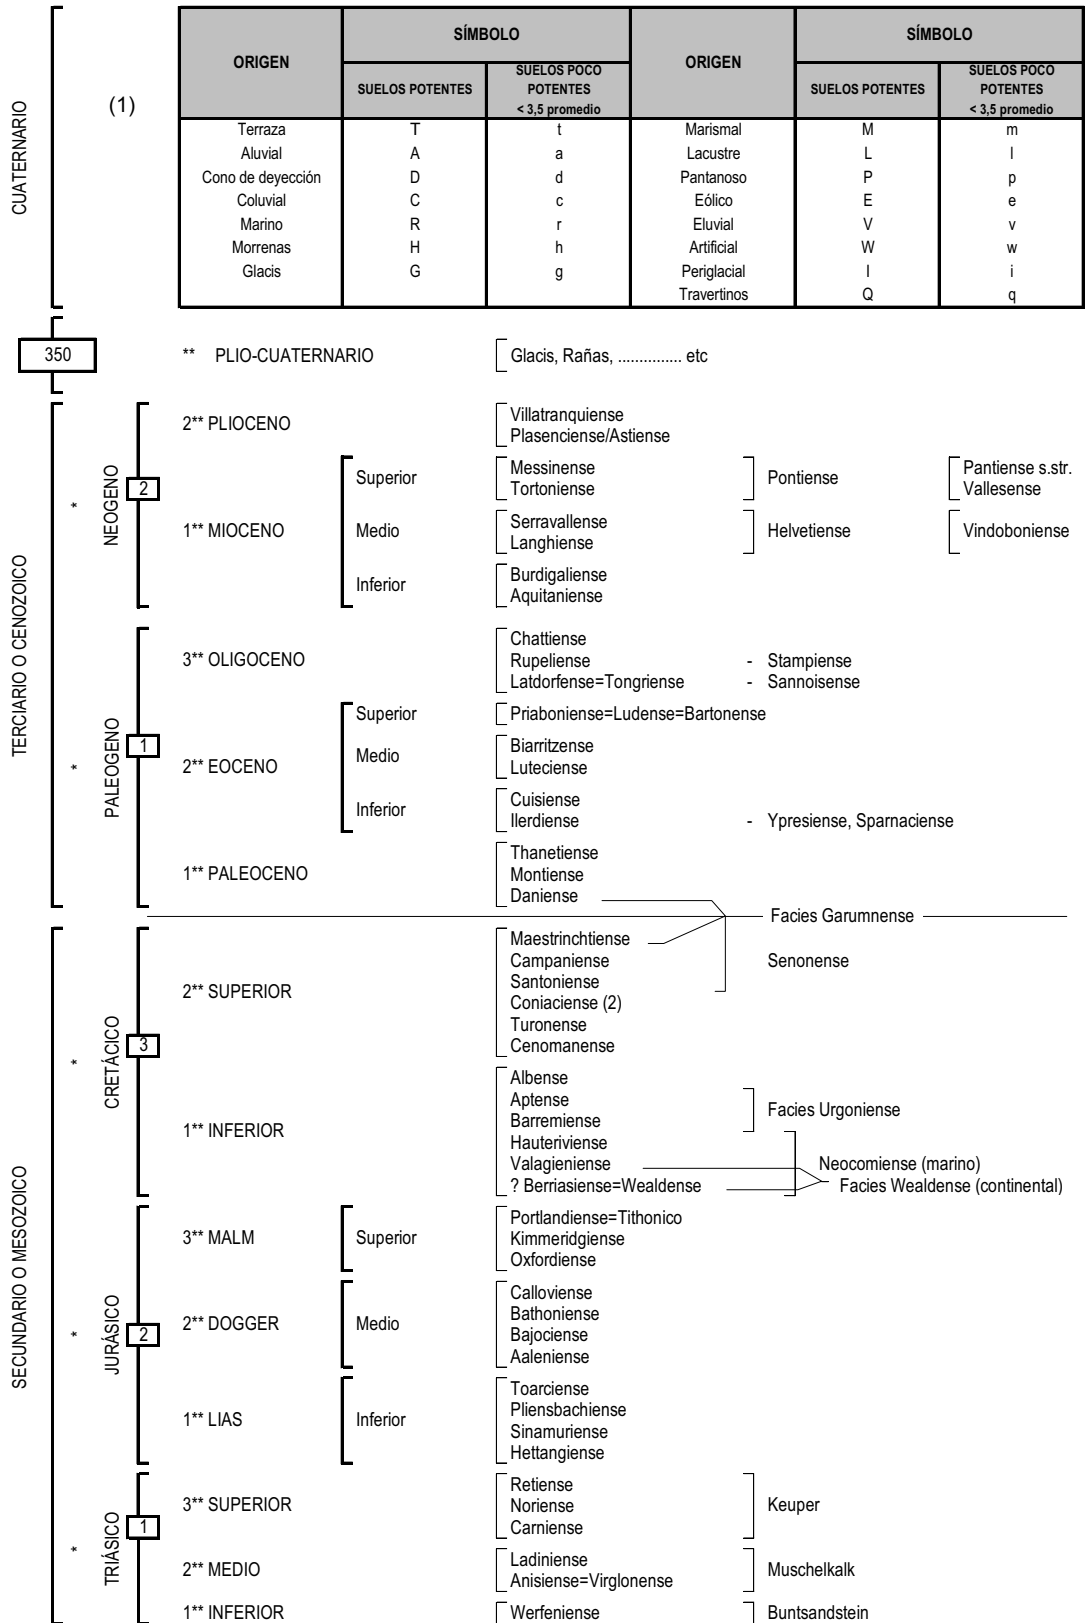 CUATERNARIO
(1)
ORIGEN SÍMBOLO ORIGEN SÍMBOLO
SUELOS POTENTES SUELOS POCO POTENTES < 3,5 promedio SUELOS POTENTES SUELOS POCO POTENTES < 3,5 promedio
Terraza T t Marismal M m
Aluvial A a Lacustre L l
Cono de deyección D d Pantanoso P p
Coluvial C c Eólico E e
Marino R r Eluvial V v
Morrenas H h Artificial W w
Glacis G g Periglacial I i
Travertinos Q q
350 ** PLIO-CUATERNARIO Glacis, Rañas, ............... etc
TERCIARIO O CENOZOICO
* NEOGENO 2
2** PLIOCENO Villatranquiense
Plasenciense/Astiense
1** MIOCENO
Superior Messinense
Tortoniense
Pontiense
Pantiense s.str.
Vallesense
Medio Serravallense
Langhiense
Helvetiense
Vindoboniense
Inferior Burdigaliense
Aquitaniense
* PALEOGENO 1
3** OLIGOCENO Chattiense
Rupeliense - Stampiense
Latdorfense=Tongriense - Sannoisense
2** EOCENO
Superior Priaboniense=Ludense=Bartonense
Medio Biarritzense
Luteciense
Inferior Cuisiense
Ilerdiense - Ypresiense, Sparnaciense
1** PALEOCENO Thanetiense
Montiense
Daniense
Facies Garumnense
SECUNDARIO O MESOZOICO
* CRETÁCICO 3
2** SUPERIOR Maestrinchtiense
Campaniense Senonense
Santoniense
Coniaciense (2)
Turonense
Cenomanense
1** INFERIOR Albense
Aptense
Barremiense
Facies Urgoniense
Hauteriviense
Valagieniense Neocomiense (marino)
? Berriasiense=Wealdense Facies Wealdense (continental)
* JURÁSICO 2
3** MALM Superior Portlandiense=Tithonico
Kimmeridgiense
Oxfordiense
2** DOGGER Medio Calloviense
Bathoniense
Bajociense
Aaleniense
1** LIAS Inferior Toarciense
Pliensbachiense
Sinamuriense
Hettangiense
* TRIÁSICO 1
3** SUPERIOR Retiense
Noriense Keuper
Carniense
2** MEDIO Ladiniense
Anisiense=Virglonense
Muschelkalk
1** INFERIOR Werfeniense Buntsandstein